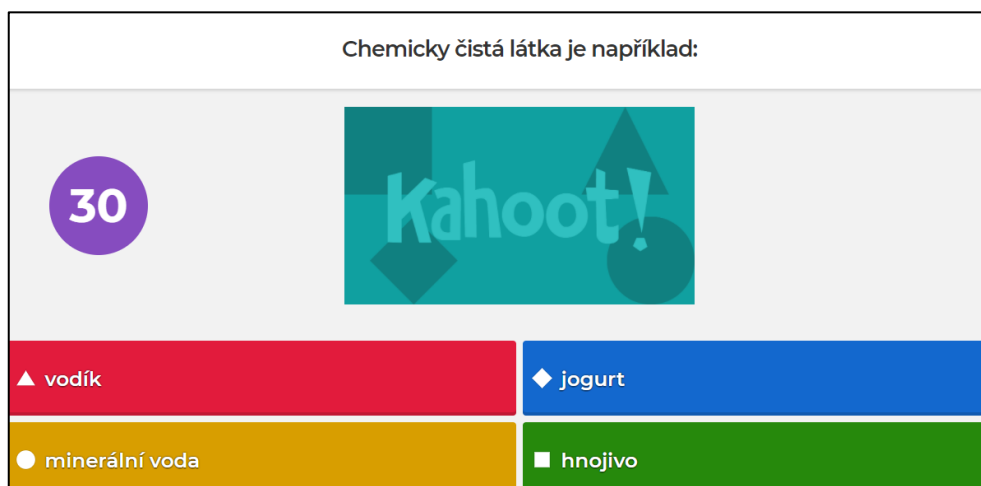 Chemicky čistá látka je například:
30
Kahoot!
vodík
jogurt
minerální voda
hnojivo